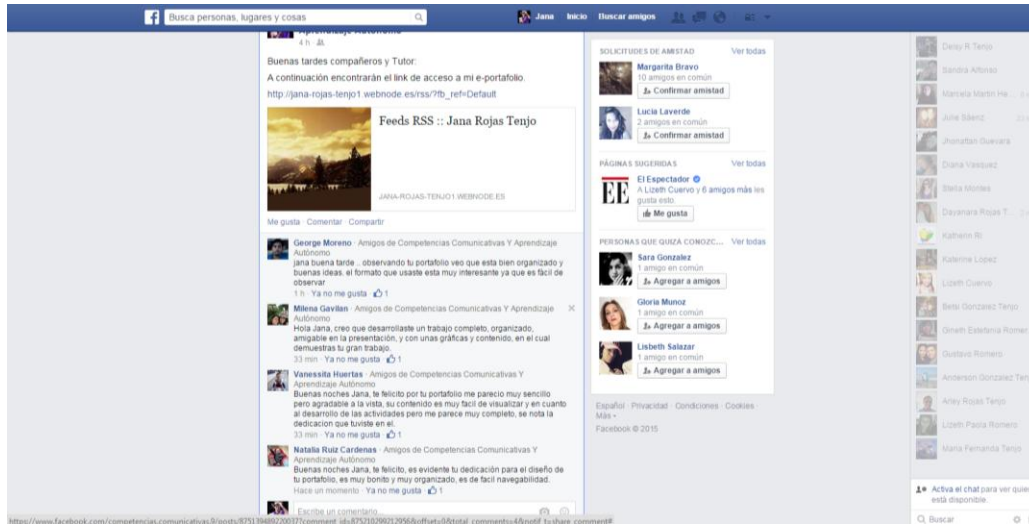 Busca personas, lugares y cosas
Jana Inicio Buscar amigos
Aprendizaje Autónomo
4 h
Buenas tardes compañeros y Tutor:
A continuación encontrarán el link de acceso a mi e-portafolio.
http://jana-rojas-tenjo1.webnode.es/rss/?fb_ref=Default
Feeds RSS :: Jana Rojas Tenjo
JANA-ROJAS-TENJO1.WEBNODE.ES
Me gusta · Comentar · Compartir
George Moreno · Amigos de Competencias Comunicativas Y Aprendizaje
Autónomo
jana buena tarde .. observando tu portafolio veo que esta bien organizado y
buenas ideas. el formato que usaste esta muy interesante ya que es fácil de
observar
1 h · Ya no me gusta · 1
Milena Gavilan · Amigos de Competencias Comunicativas Y Aprendizaje
Autónomo
Hola Jana, creo que desarrollaste un trabajo completo, organizado,
amigable en la presentación, y con unas gráficas y contenido, en el cual
demuestras tu gran trabajo.
33 min · Ya no me gusta · 1
Vanessita Huertas · Amigos de Competencias Comunicativas Y
Aprendizaje Autónomo
Buenas noches Jana, te felicito por tu portafolio me parecio muy sencillo
pero agradable a la vista, su contenido es muy facil de visualizar y en cuanto
al desarrollo de las actividades pero me parece muy completo, se nota la
dedicacion que tuviste en el.
33 min · Ya no me gusta · 1
Natalia Ruiz Cardenas · Amigos de Competencias Comunicativas Y
Aprendizaje Autónomo
Buenas noches Jana, te felicito, es evidente tu dedicación para el diseño de
tu portafolio, es muy bonito y muy organizado, es de facil navegabilidad.
Hace un momento · Ya no me gusta · 1
Escribe un comentario...
SOLICITUDES DE AMISTAD Ver todas
Margarita Bravo
10 amigos en común
Confirmar amistad
Lucia Laverde
2 amigos en común
Confirmar amistad
PÁGINAS SUGERIDAS Ver todas
El Espectador
A Lizeth Cuervo y 6 amigos más les
gusta esto.
Me gusta
PERSONAS QUE QUIZÁ CONOZC... Ver todas
Sara Gonzalez
1 amigo en común
Agregar a amigos
Gloria Munoz
1 amigo en común
Agregar a amigos
Lisbeth Salazar
1 amigo en común
Agregar a amigos
Español · Privacidad · Condiciones · Cookies ·
Más
Facebook © 2015
Deisy R Tenjo
Sandra Alfonso
Marcela Martin He...
Julie Báenz
Jhonattan Guevara
Diana Vasquez
Stella Montes
Dayanara Rojas T...
Katherin Ri
Katerine Lopez
Lizeth Cuervo
Betsi Gonzalez Tenjo
Gineth Estefania Romer
Gustavo Romero
Anderson Gonzalez Ten
Arley Rojas Tenjo
Lizeth Paola Romero
Maria Fernanda Tenjo
Activa el chat para ver quie
está disponible.
Buscar